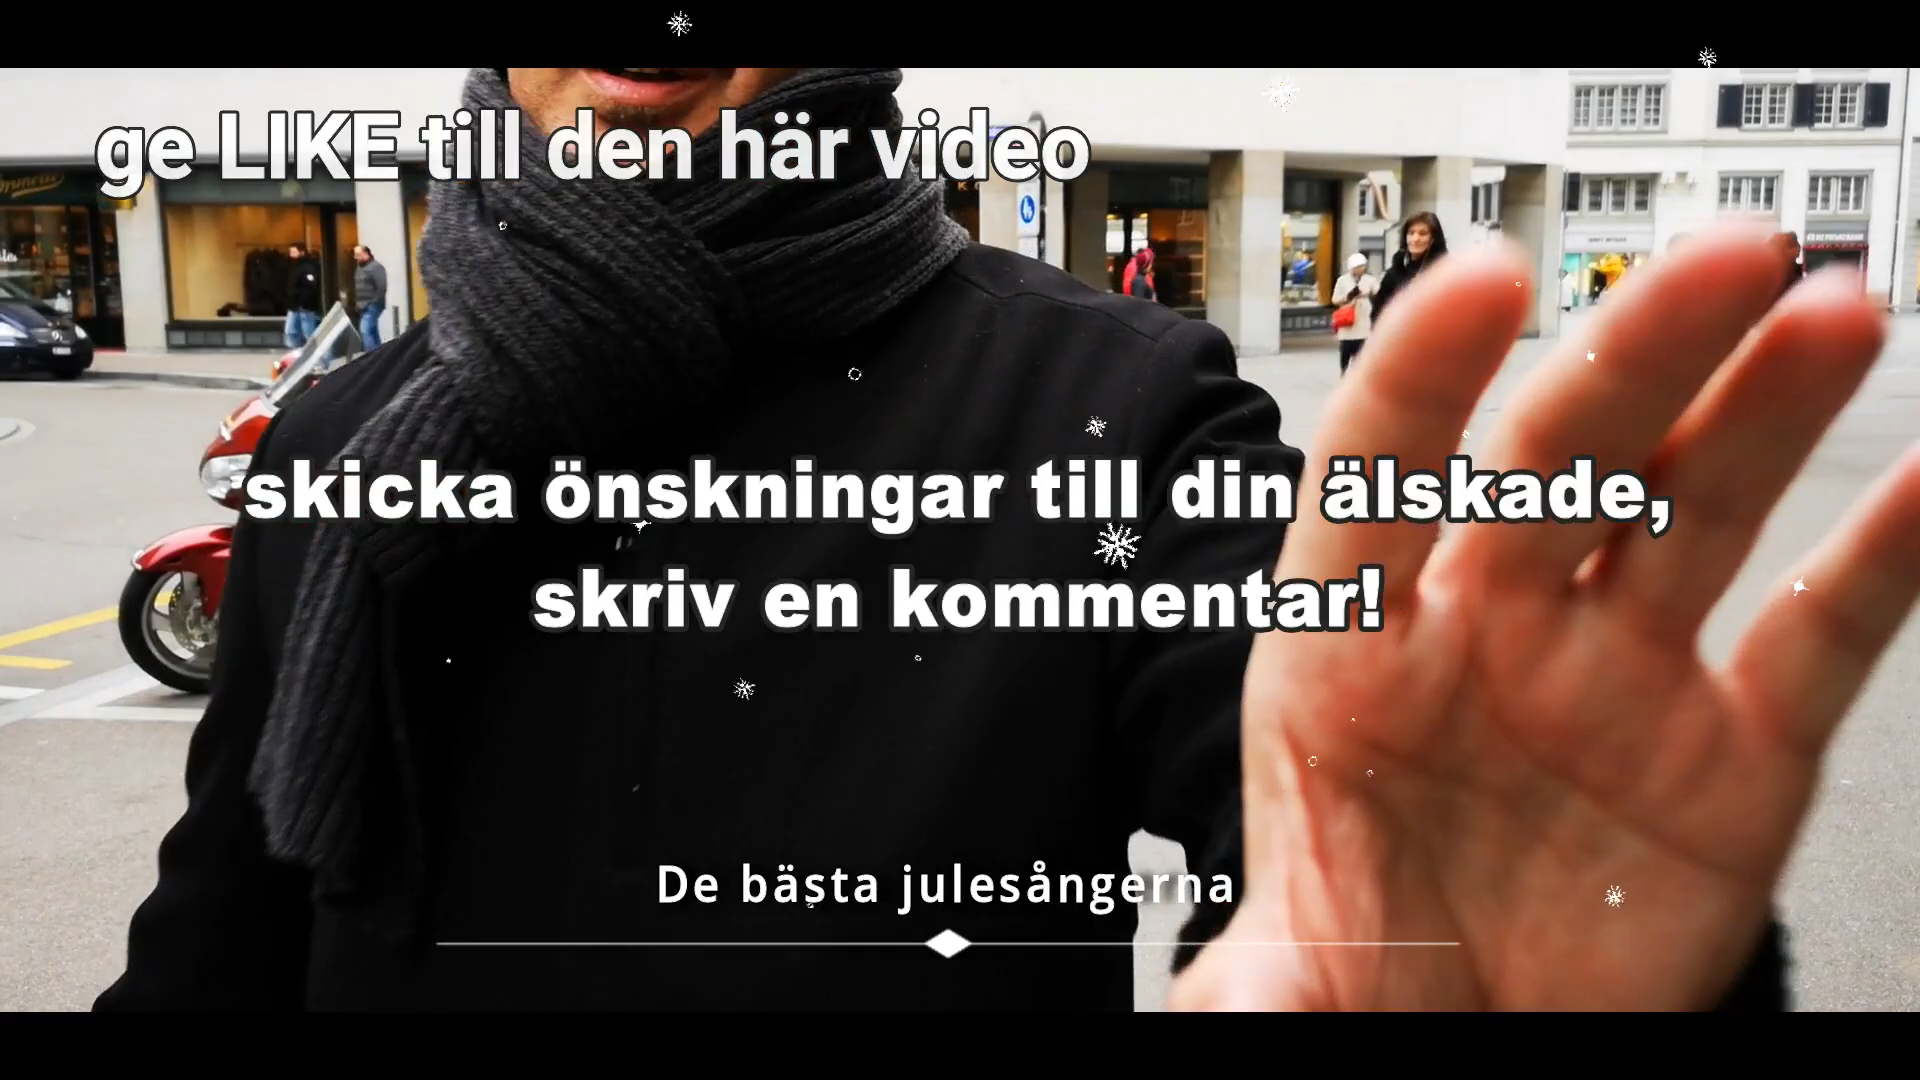 ge LIKE till den här video
skicka önskningar till din älskade,
skriv en kommentar!
De bästa julesångerna